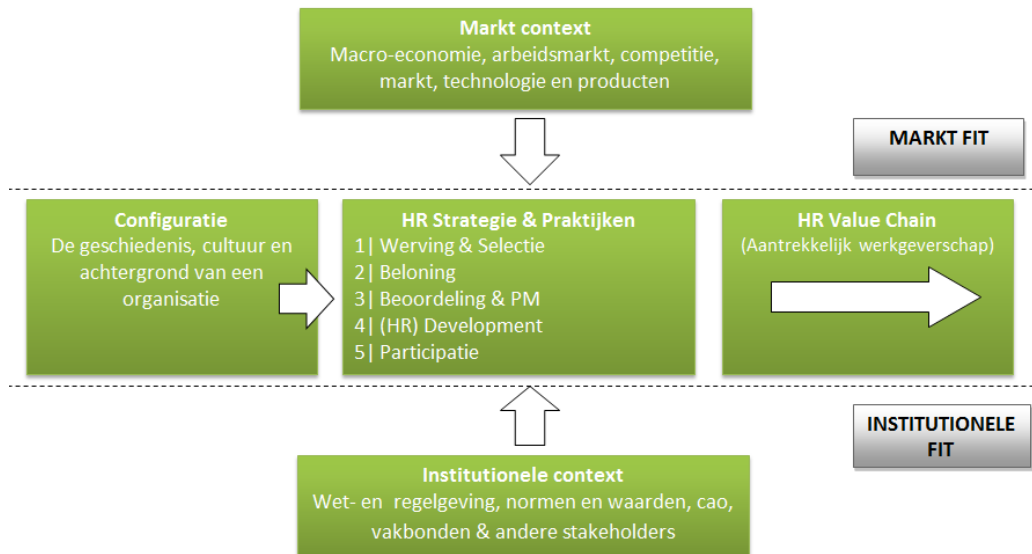 Markt context
Macro-economie, arbeidsmarkt, competitie,
markt, technologie en producten
MARKT FIT
Configuratie
De geschiedenis, cultuur en
achtergrond van een
organisatie
HR Strategie & Praktijken
1| Werving & Selectie
2| Beloning
3| Beoordeling & PM
4| (HR) Development
5| Participatie
HR Value Chain
(Aantrekkelijk werkgeverschap)
INSTITUTIONELE
FIT
Institutionele context
Wet- en regelgeving, normen en waarden, cao,
vakbonden & andere stakeholders